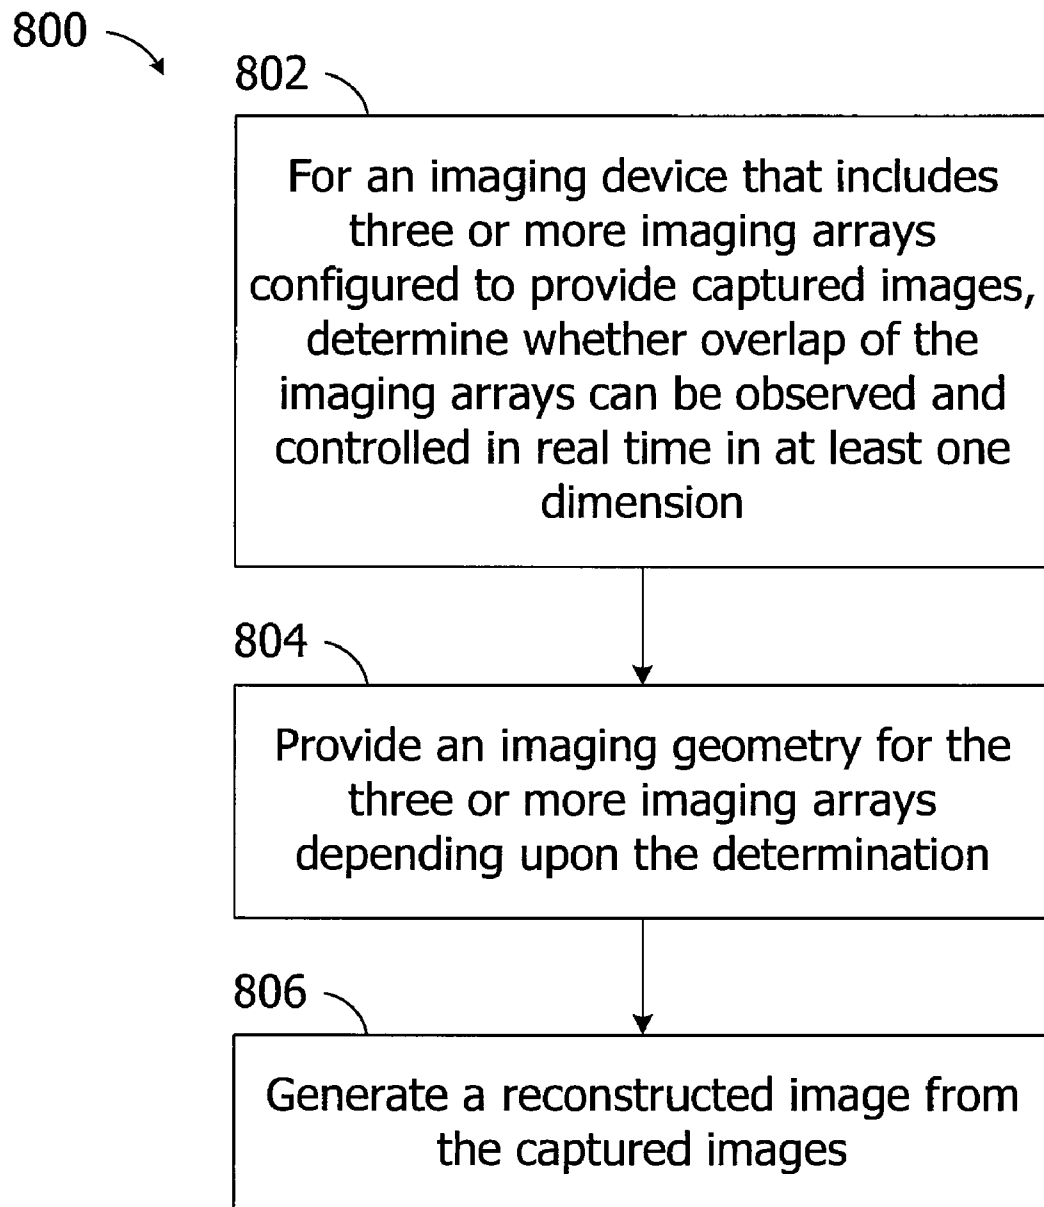 800
802
For an imaging device that includes
three or more imaging arrays
configured to provide captured images,
determine whether overlap of the
imaging arrays can be observed and
controlled in real time in at least one
dimension
804
Provide an imaging geometry for the
three or more imaging arrays
depending upon the determination
806
Generate a reconstructed image from
the captured images